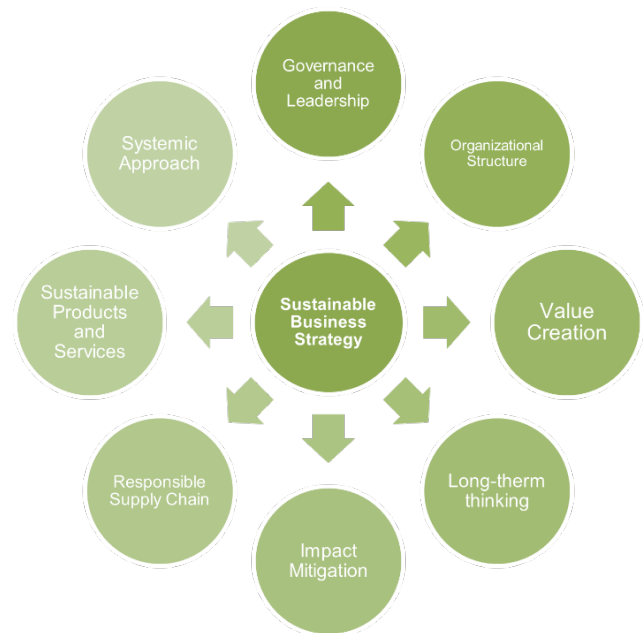 Governance
and
Leadership
Organizational
Structure
Value
Creation
Long-therm
thinking
Impact
Mitigation
Responsible
Supply Chain
Sustainable
Products
and
Services
Systemic
Approach
Sustainable
Business
Strategy